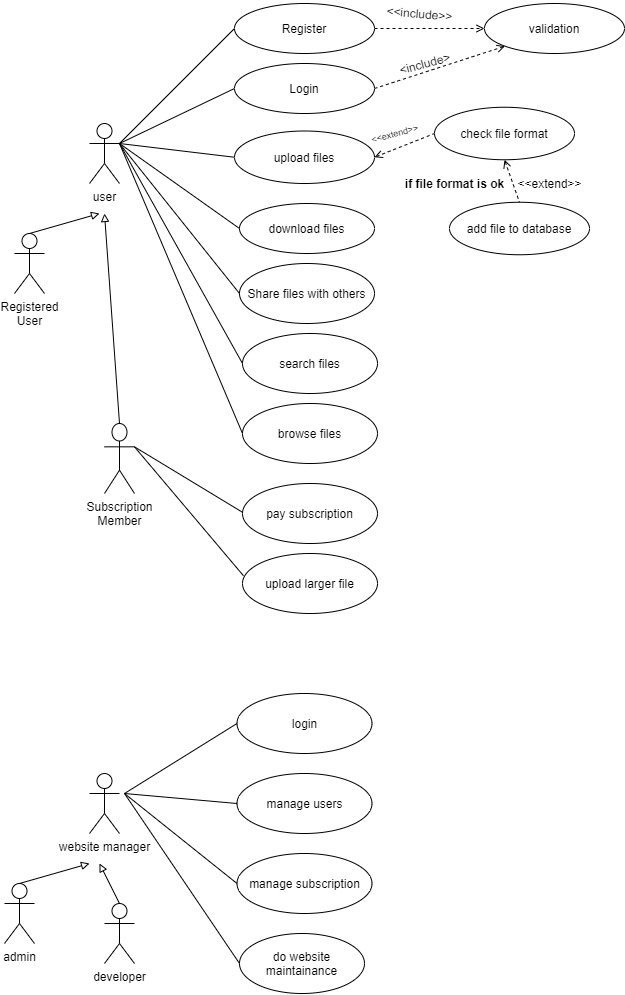 <<include>>
Register
validation
<include>
Login
<<extend>>
check file format
upload files
if file format is ok
<<extend>>
user
download files
add file to database
Share files with others
Registered
User
search files
browse files
Subscription
Member
pay subscription
upload larger file
login
manage users
website manager
manage subscription
admin
developer
do website
maintainance